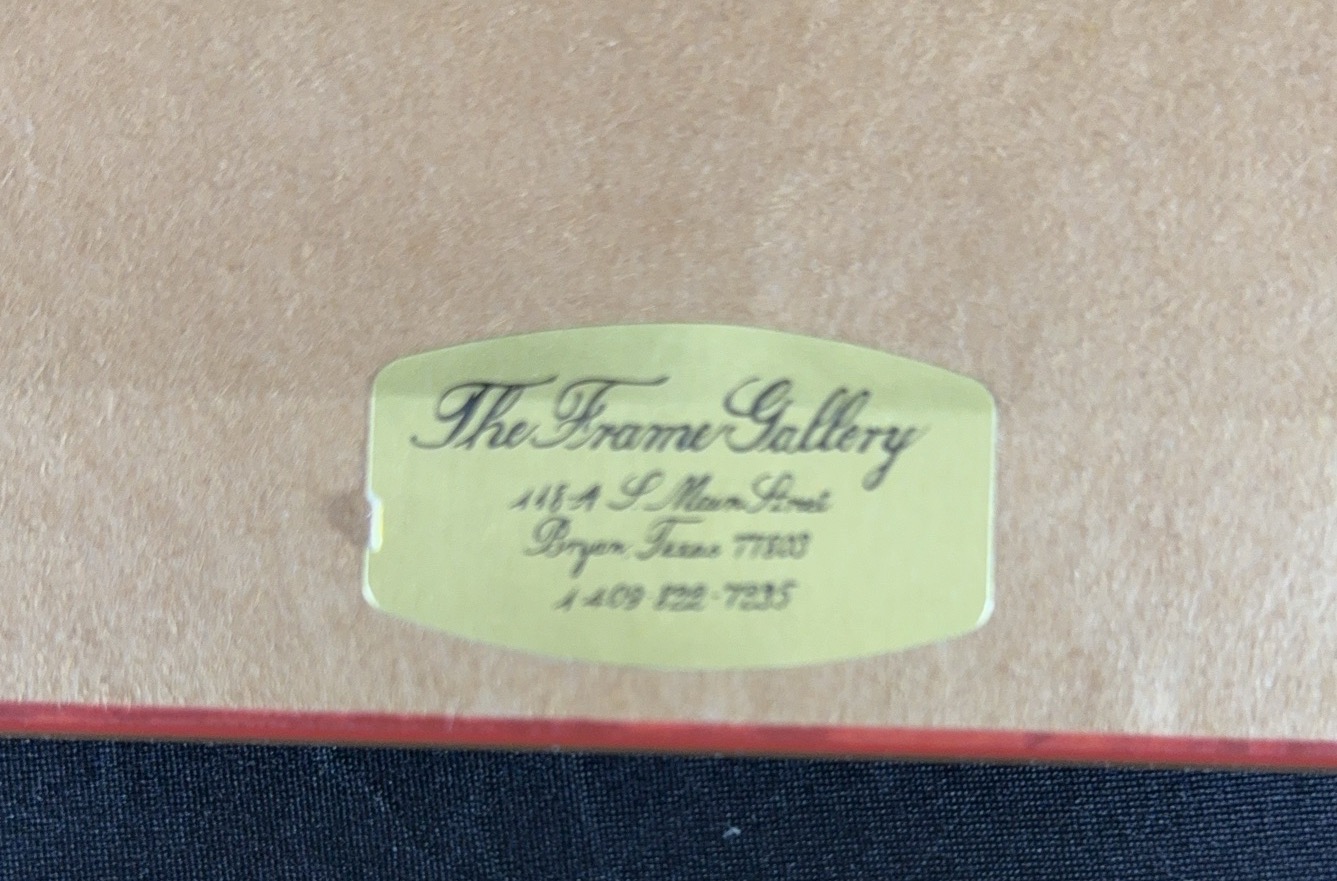 The Frame Gallery
118-A S. Main Street
Bryan, Texas 77803
1-409-822-7235